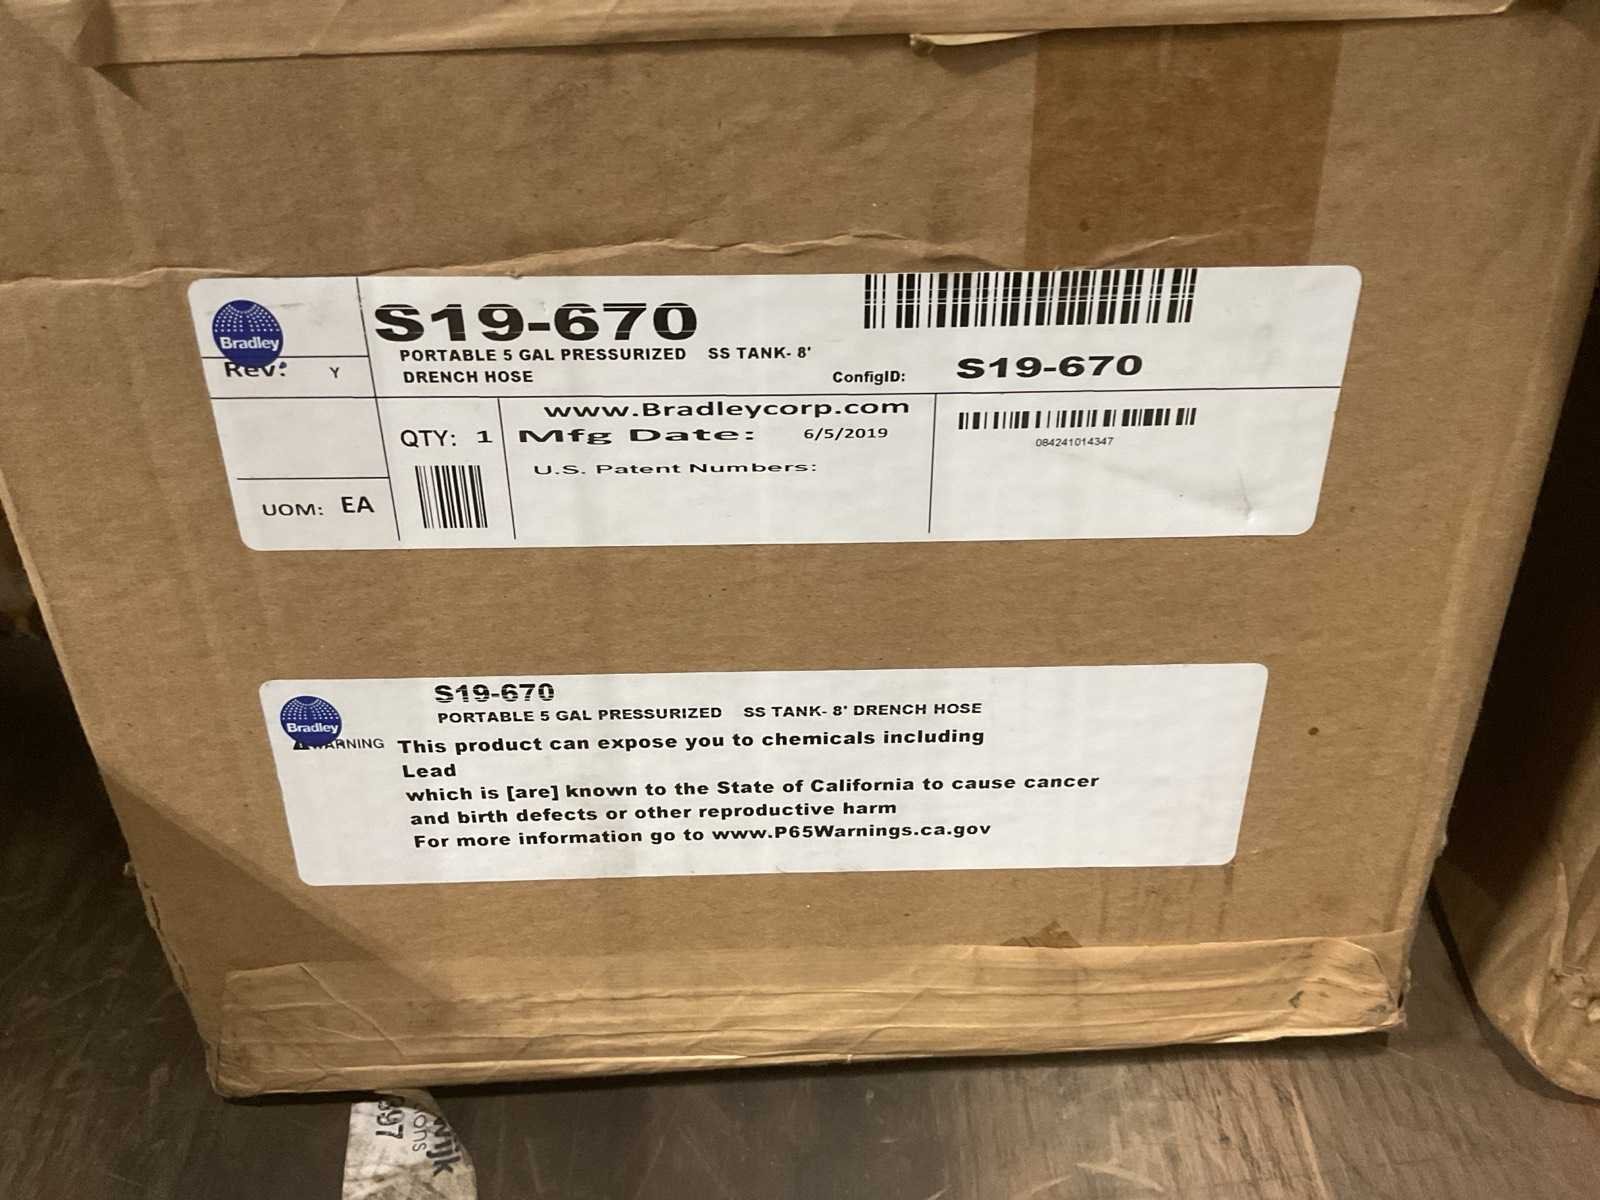 Bradley
Rev: Y
S19-670
PORTABLE 5 GAL PRESSURIZED SS TANK- 8'
DRENCH HOSE
ConfigID: S19-670
QTY: 1
UOM: EA
www.Bradleycorp.com
Mfg Date: 6/5/2019
U.S. Patent Numbers:
084241014347
Bradley
S19-670
PORTABLE 5 GAL PRESSURIZED SS TANK- 8' DRENCH HOSE
WARNING This product can expose you to chemicals including
Lead
which is [are] known to the State of California to cause cancer
and birth defects or other reproductive harm
For more information go to www.P65Warnings.ca.gov